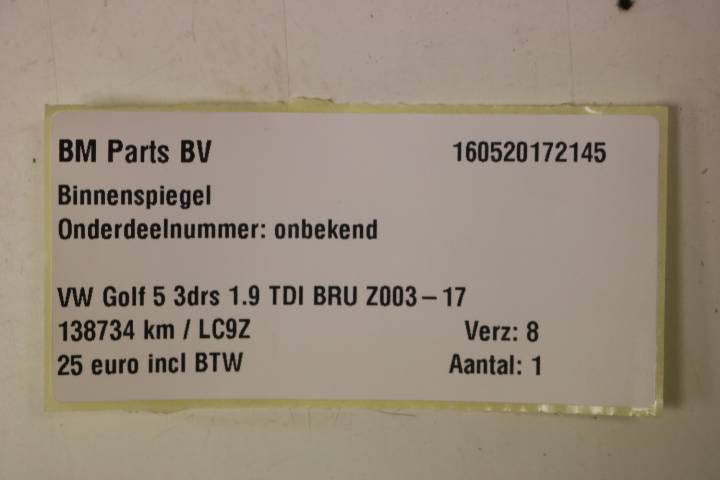 BM Parts BV 160520172145
Binnenspiegel
Onderdeelnummer: onbekend
VW Golf 5 3drs 1.9 TDI BRU Z003-17
138734 km / LC9Z Verz: 8
25 euro incl BTW Aantal: 1